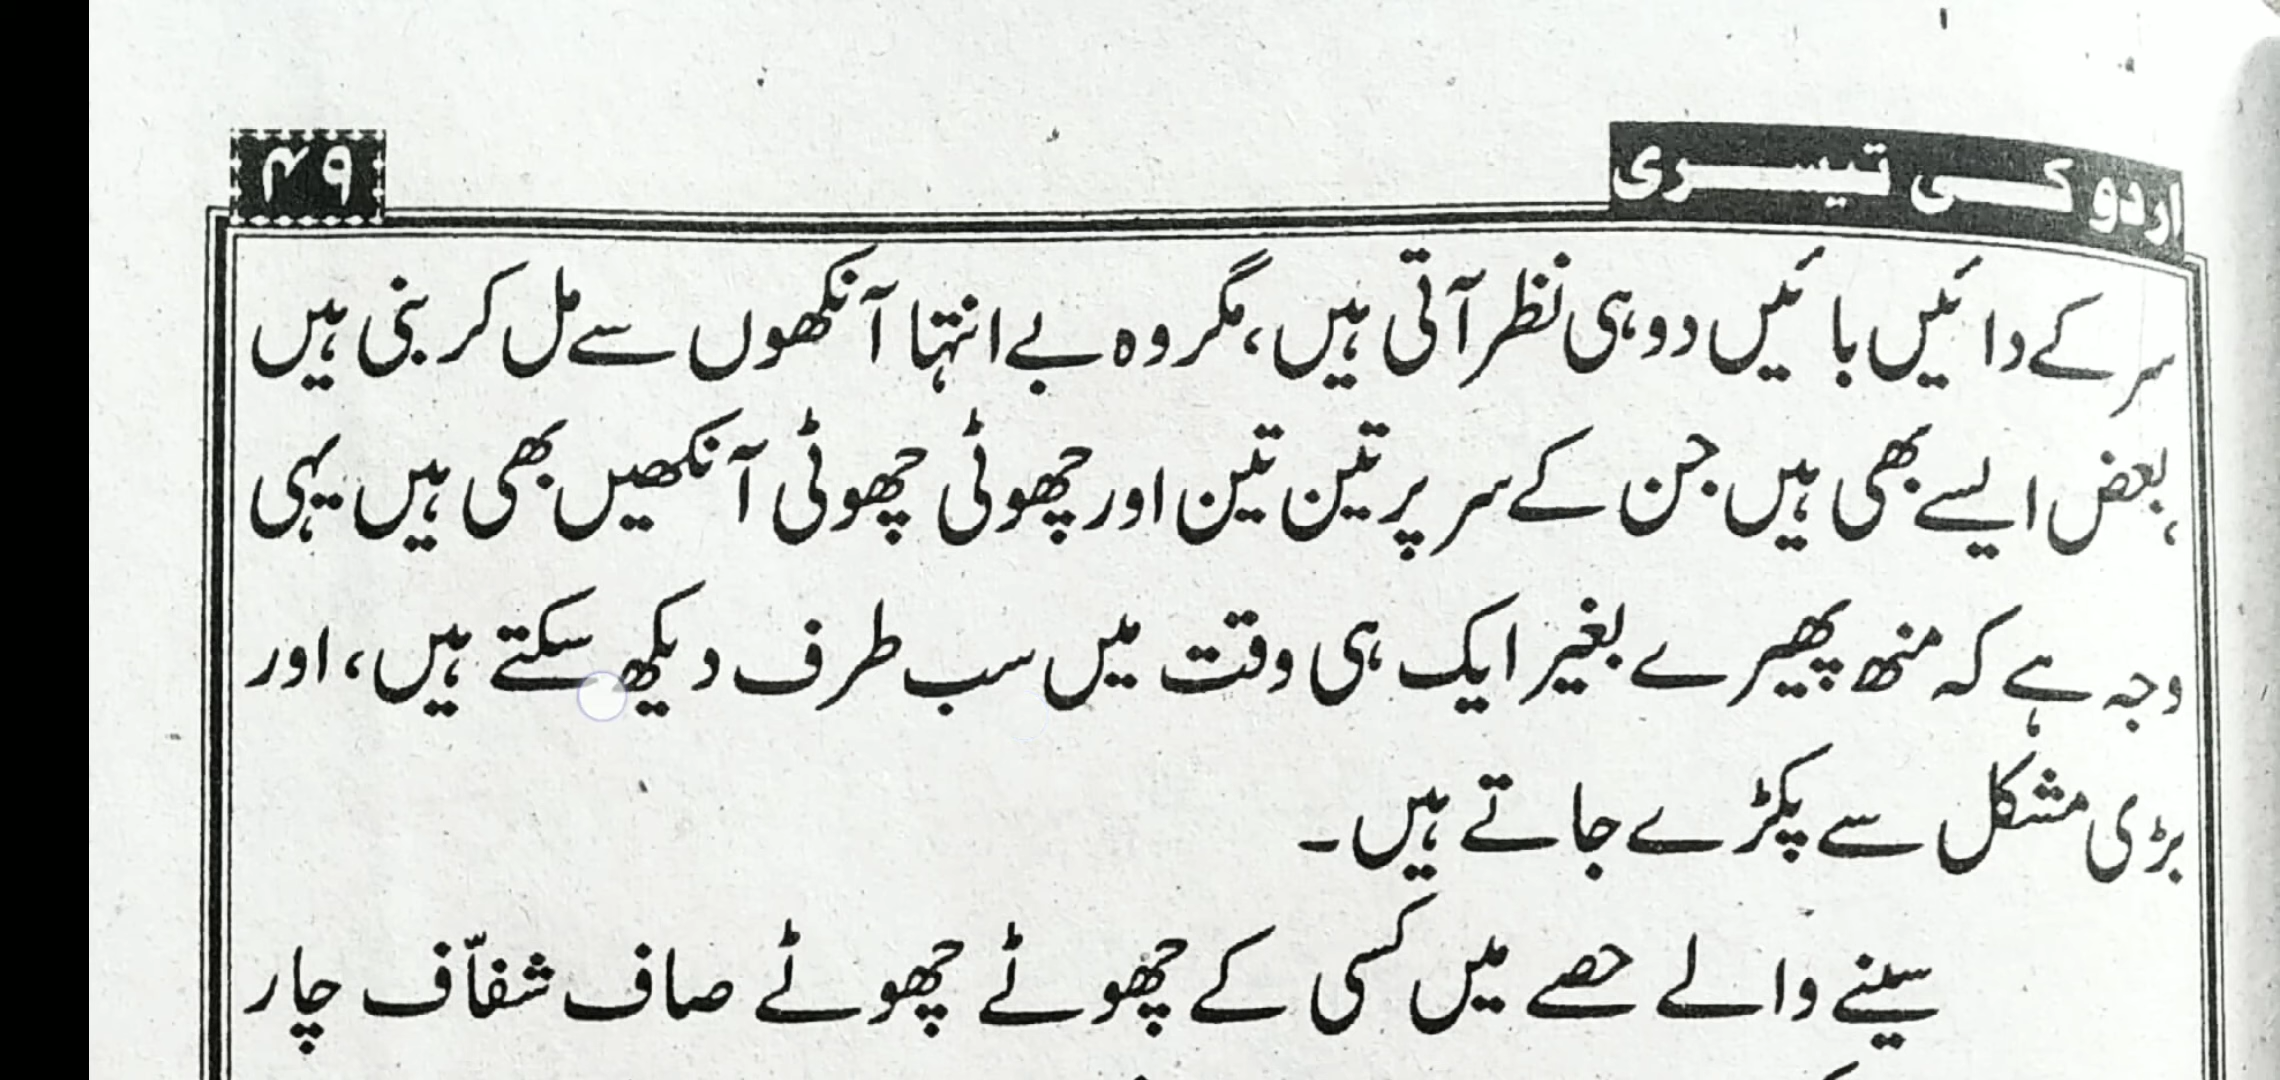 اردو کی تیسری
۴۹
سر کے دائیں بائیں دو ہی نظر آتی ہیں، مگر وہ بے انتہا آنکھوں سے مل کر بنی ہیں
، بعض ایسے بھی ہیں جن کے سر پر تین تین اور چھوٹی چھوٹی آنکھیں بھی ہیں یہی
وجہ ہے کہ منھ پھیرے بغیر ایک ہی وقت میں سب طرف دیکھ سکتے ہیں، اور
بڑی مشکل سے پکڑے جاتے ہیں۔
سینے والے حصے میں کسی کے چھوٹے چھوٹے صاف شفاّف چار